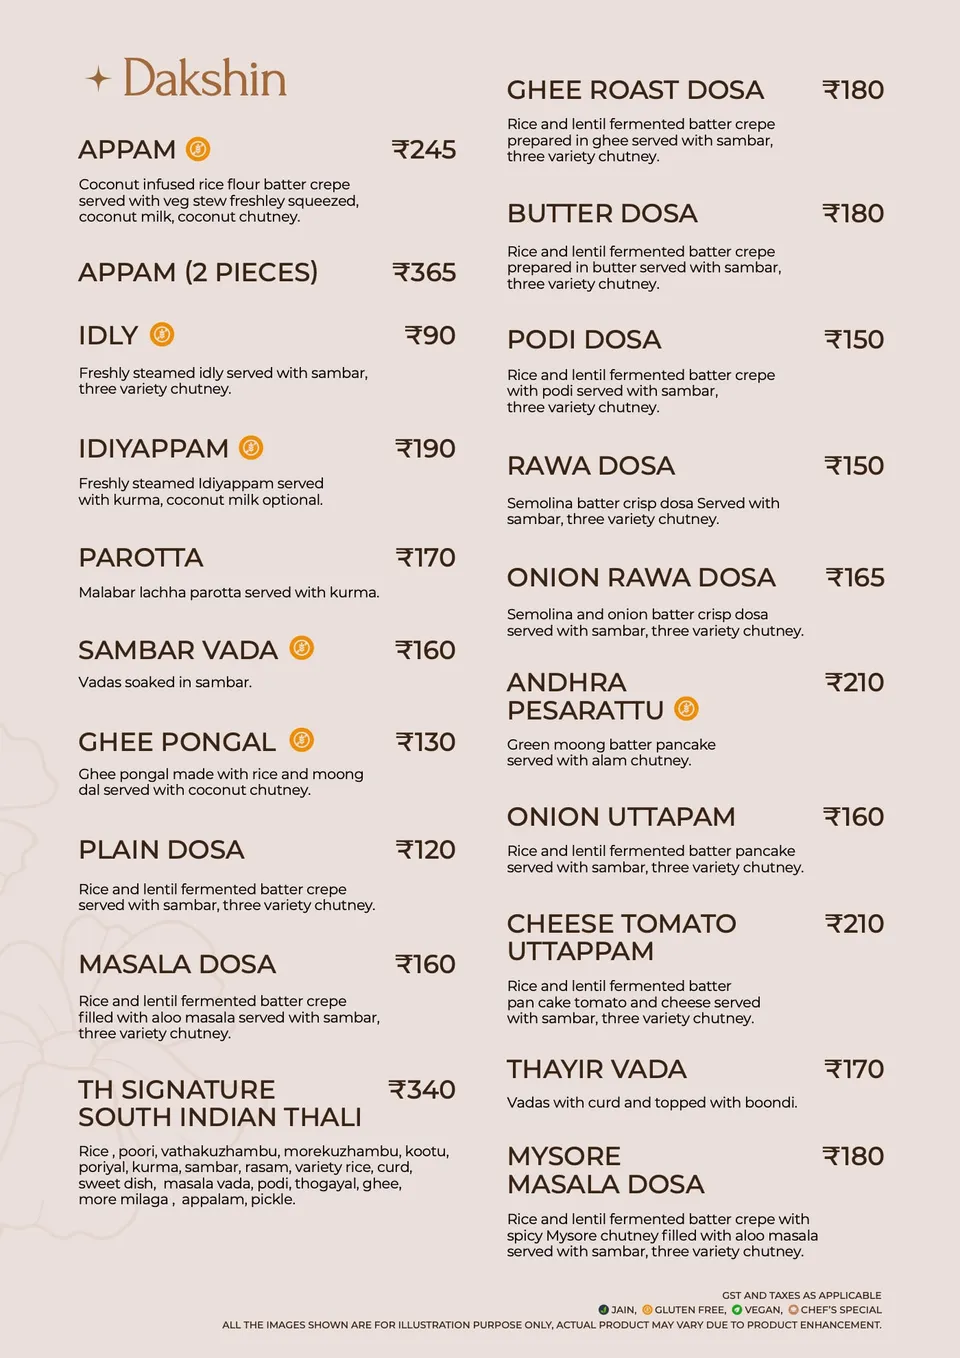 Dakshin
APPAM ₹245
Coconut infused rice flour batter crepe
served with veg stew freshley squeezed,
coconut milk, coconut chutney.
APPAM (2 PIECES) ₹365
IDLY ₹90
Freshly steamed idly served with sambar,
three variety chutney.
IDIYAPPAM ₹190
Freshly steamed Idiyappam served
with kurma, coconut milk optional.
PAROTTA ₹170
Malabar lachha parotta served with kurma.
SAMBAR VADA ₹160
Vadas soaked in sambar.
GHEE PONGAL ₹130
Ghee pongal made with rice and moong
dal served with coconut chutney.
PLAIN DOSA ₹120
Rice and lentil fermented batter crepe
served with sambar, three variety chutney.
MASALA DOSA ₹160
Rice and lentil fermented batter crepe
filled with aloo masala served with sambar,
three variety chutney.
TH SIGNATURE ₹340
SOUTH INDIAN THALI
Rice , poori, vathakuzhambu, morekuzhambu, kootu,
poriyal, kurma, sambar, rasam, variety rice, curd,
sweet dish, masala vada, podi, thogayal, ghee,
more milaga , appalam, pickle.
GHEE ROAST DOSA ₹180
Rice and lentil fermented batter crepe
prepared in ghee served with sambar,
three variety chutney.
BUTTER DOSA ₹180
Rice and lentil fermented batter crepe
prepared in butter served with sambar,
three variety chutney.
PODI DOSA ₹150
Rice and lentil fermented batter crepe
with podi served with sambar,
three variety chutney.
RAWA DOSA ₹150
Semolina batter crisp dosa Served with
sambar, three variety chutney.
ONION RAWA DOSA ₹165
Semolina and onion batter crisp dosa
served with sambar, three variety chutney.
ANDHRA ₹210
PESARATTU
Green moong batter pancake
served with alam chutney.
ONION UTTAPAM ₹160
Rice and lentil fermented batter pancake
served with sambar, three variety chutney.
CHEESE TOMATO ₹210
UTTAPPAM
Rice and lentil fermented batter
pan cake tomato and cheese served
with sambar, three variety chutney.
THAYIR VADA ₹170
Vadas with curd and topped with boondi.
MYSORE ₹180
MASALA DOSA
Rice and lentil fermented batter crepe with
spicy Mysore chutney filled with aloo masala
served with sambar, three variety chutney.
GST AND TAXES AS APPLICABLE
JAIN, GLUTEN FREE, VEGAN, CHEF'S SPECIAL
ALL THE IMAGES SHOWN ARE FOR ILLUSTRATION PURPOSE ONLY, ACTUAL PRODUCT MAY VARY DUE TO PRODUCT ENHANCEMENT.